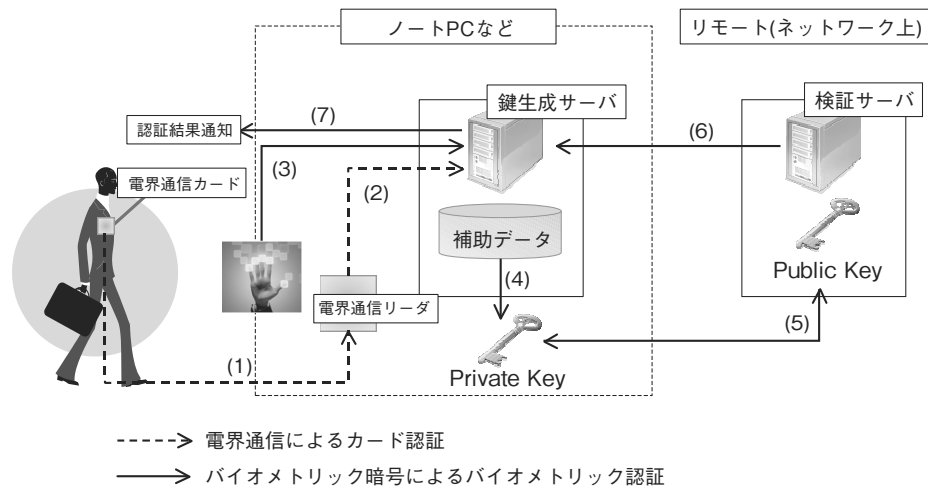 ノートPCなど
リモート(ネットワーク上)
鍵生成サーバ
検証サーバ
(7)
(6)
認証結果通知
(3)
(2)
電界通信カード
補助データ
Public Key
(4)
電界通信リーダ
(5)
(1)
Private Key
電界通信によるカード認証
バイオメトリック暗号によるバイオメトリック認証